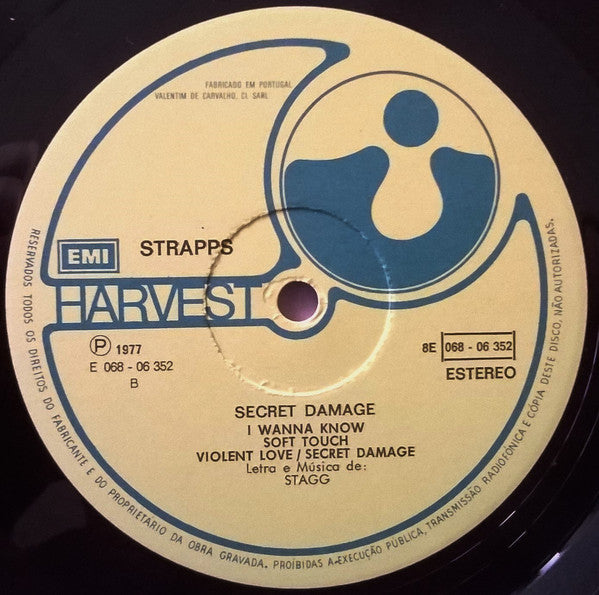 FABRICADO EM PORTUGAL
VALENTIM DE CARVALHO, CI, SARL
EMI
STRAPPS
HARVEST
Ⓟ 1977
E 068 - 06 352
B
8E 068 - 06 352
ESTEREO
SECRET DAMAGE
I WANNA KNOW
SOFT TOUCH
VIOLENT LOVE / SECRET DAMAGE
Letra e Música de:
STAGG
RESERVADOS TODOS OS DIREITOS DO FABRICANTE E DO PROPRIETÁRIO DA OBRA GRAVADA. PROIBIDAS A EXECUÇÃO PÚBLICA, TRANSMISSÃO RADIOFÓNICA E CÓPIA DESTE DISCO, NÃO AUTORIZADAS.